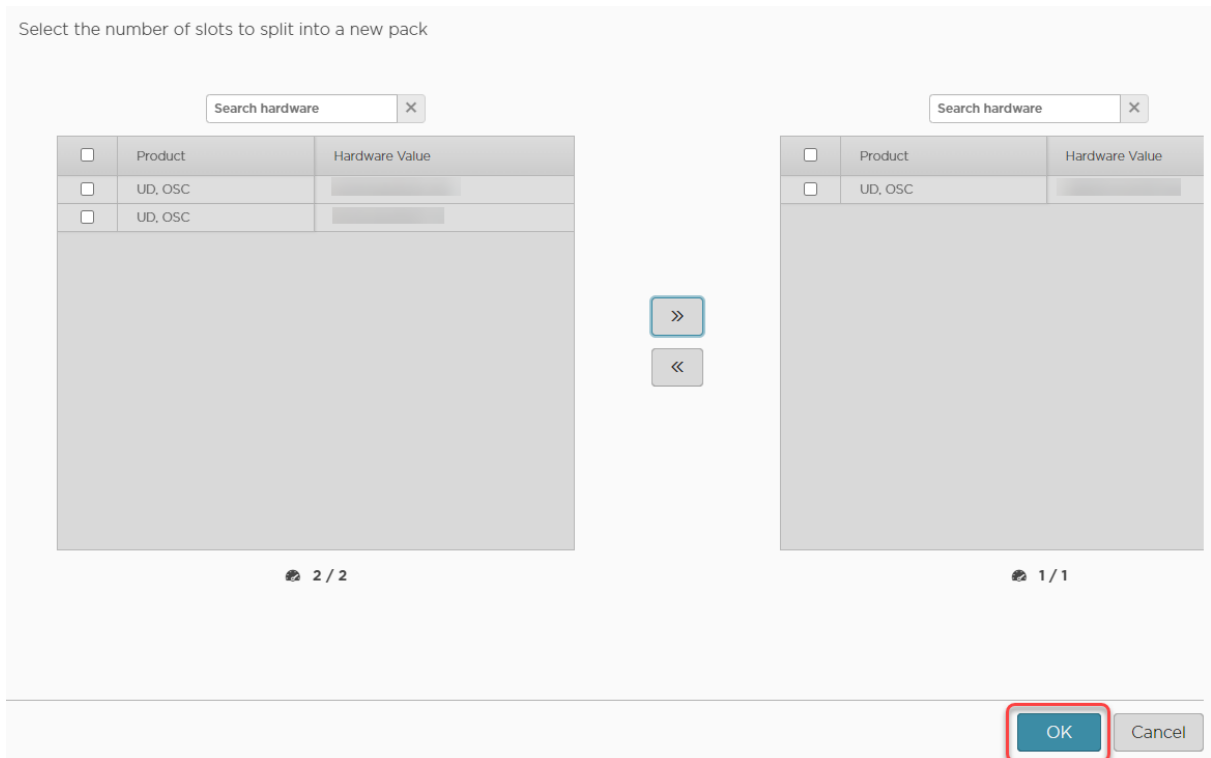 Select the number of slots to split into a new pack
Search hardware ✕ Search hardware ✕
Product Hardware Value Product Hardware Value
UD, OSC UD, OSC
UD, OSC
»
«
2 / 2 1 / 1
OK Cancel